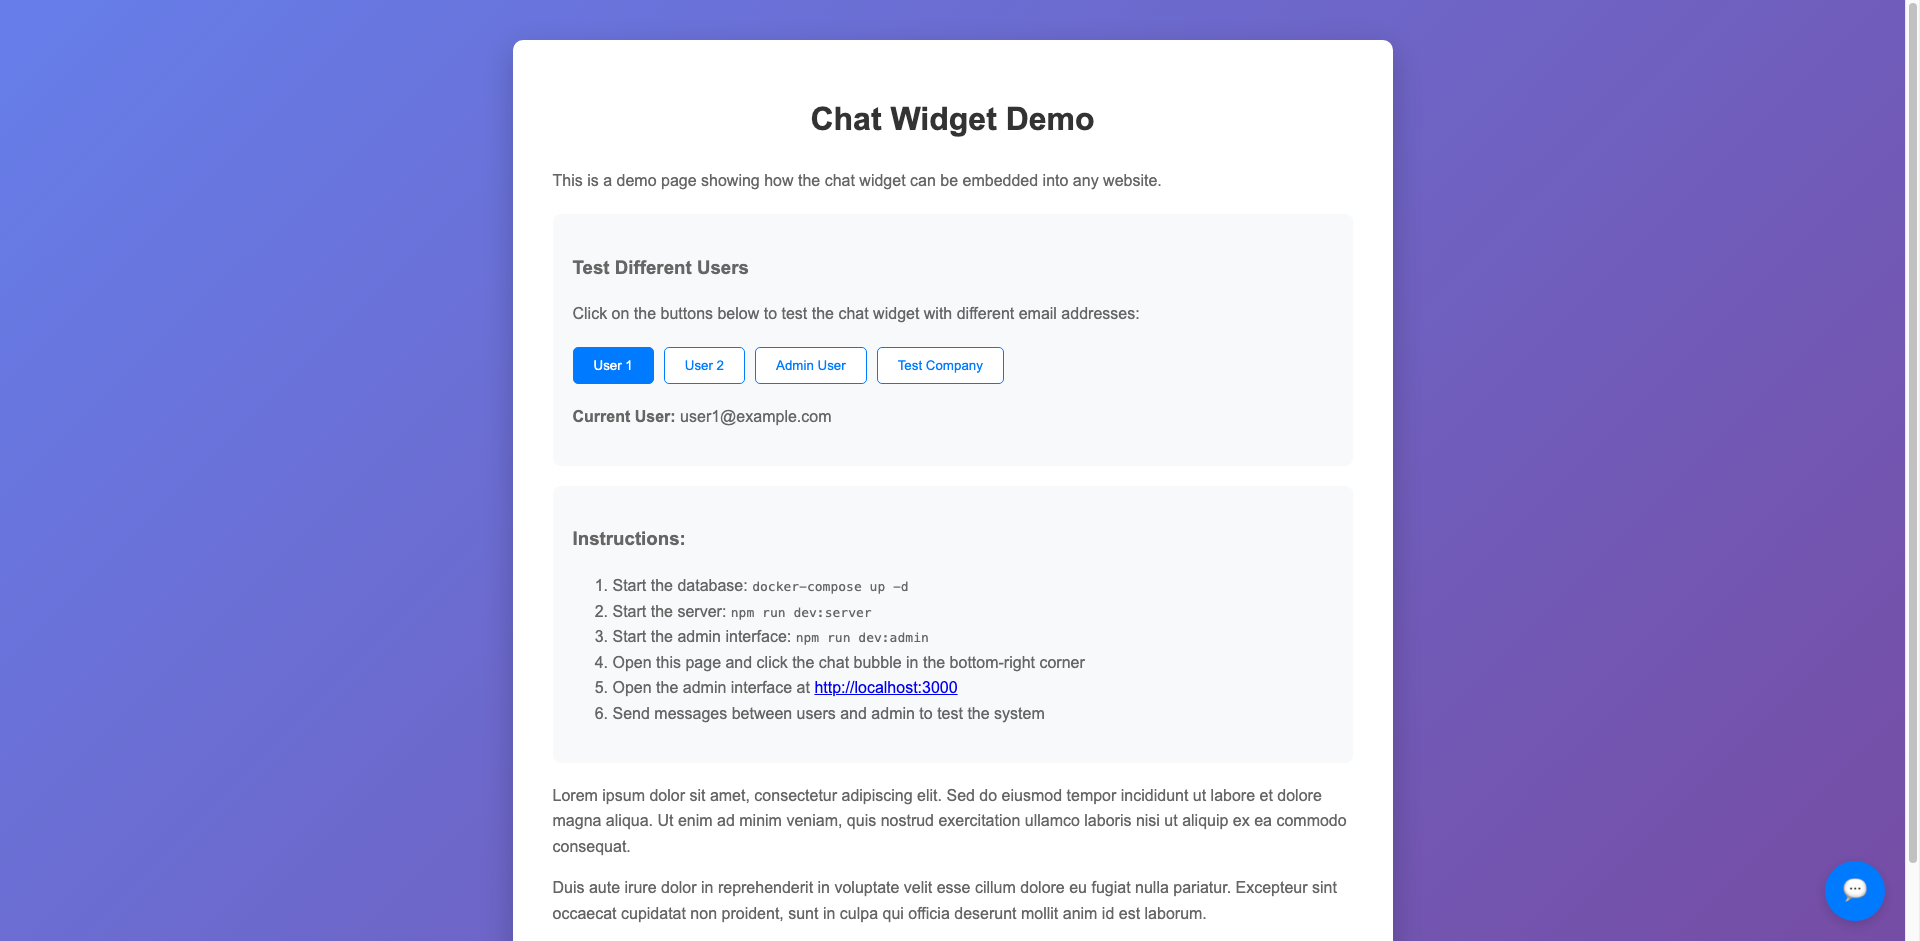 Chat Widget Demo
This is a demo page showing how the chat widget can be embedded into any website.
Test Different Users
Click on the buttons below to test the chat widget with different email addresses:
User 1 User 2 Admin User Test Company
Current User: user1@example.com
Instructions:
1. Start the database: docker-compose up -d
2. Start the server: npm run dev:server
3. Start the admin interface: npm run dev:admin
4. Open this page and click the chat bubble in the bottom-right corner
5. Open the admin interface at http://localhost:3000
6. Send messages between users and admin to test the system
Lorem ipsum dolor sit amet, consectetur adipiscing elit. Sed do eiusmod tempor incididunt ut labore et dolore
magna aliqua. Ut enim ad minim veniam, quis nostrud exercitation ullamco laboris nisi ut aliquip ex ea commodo
consequat.
Duis aute irure dolor in reprehenderit in voluptate velit esse cillum dolore eu fugiat nulla pariatur. Excepteur sint
occaecat cupidatat non proident, sunt in culpa qui officia deserunt mollit anim id est laborum.